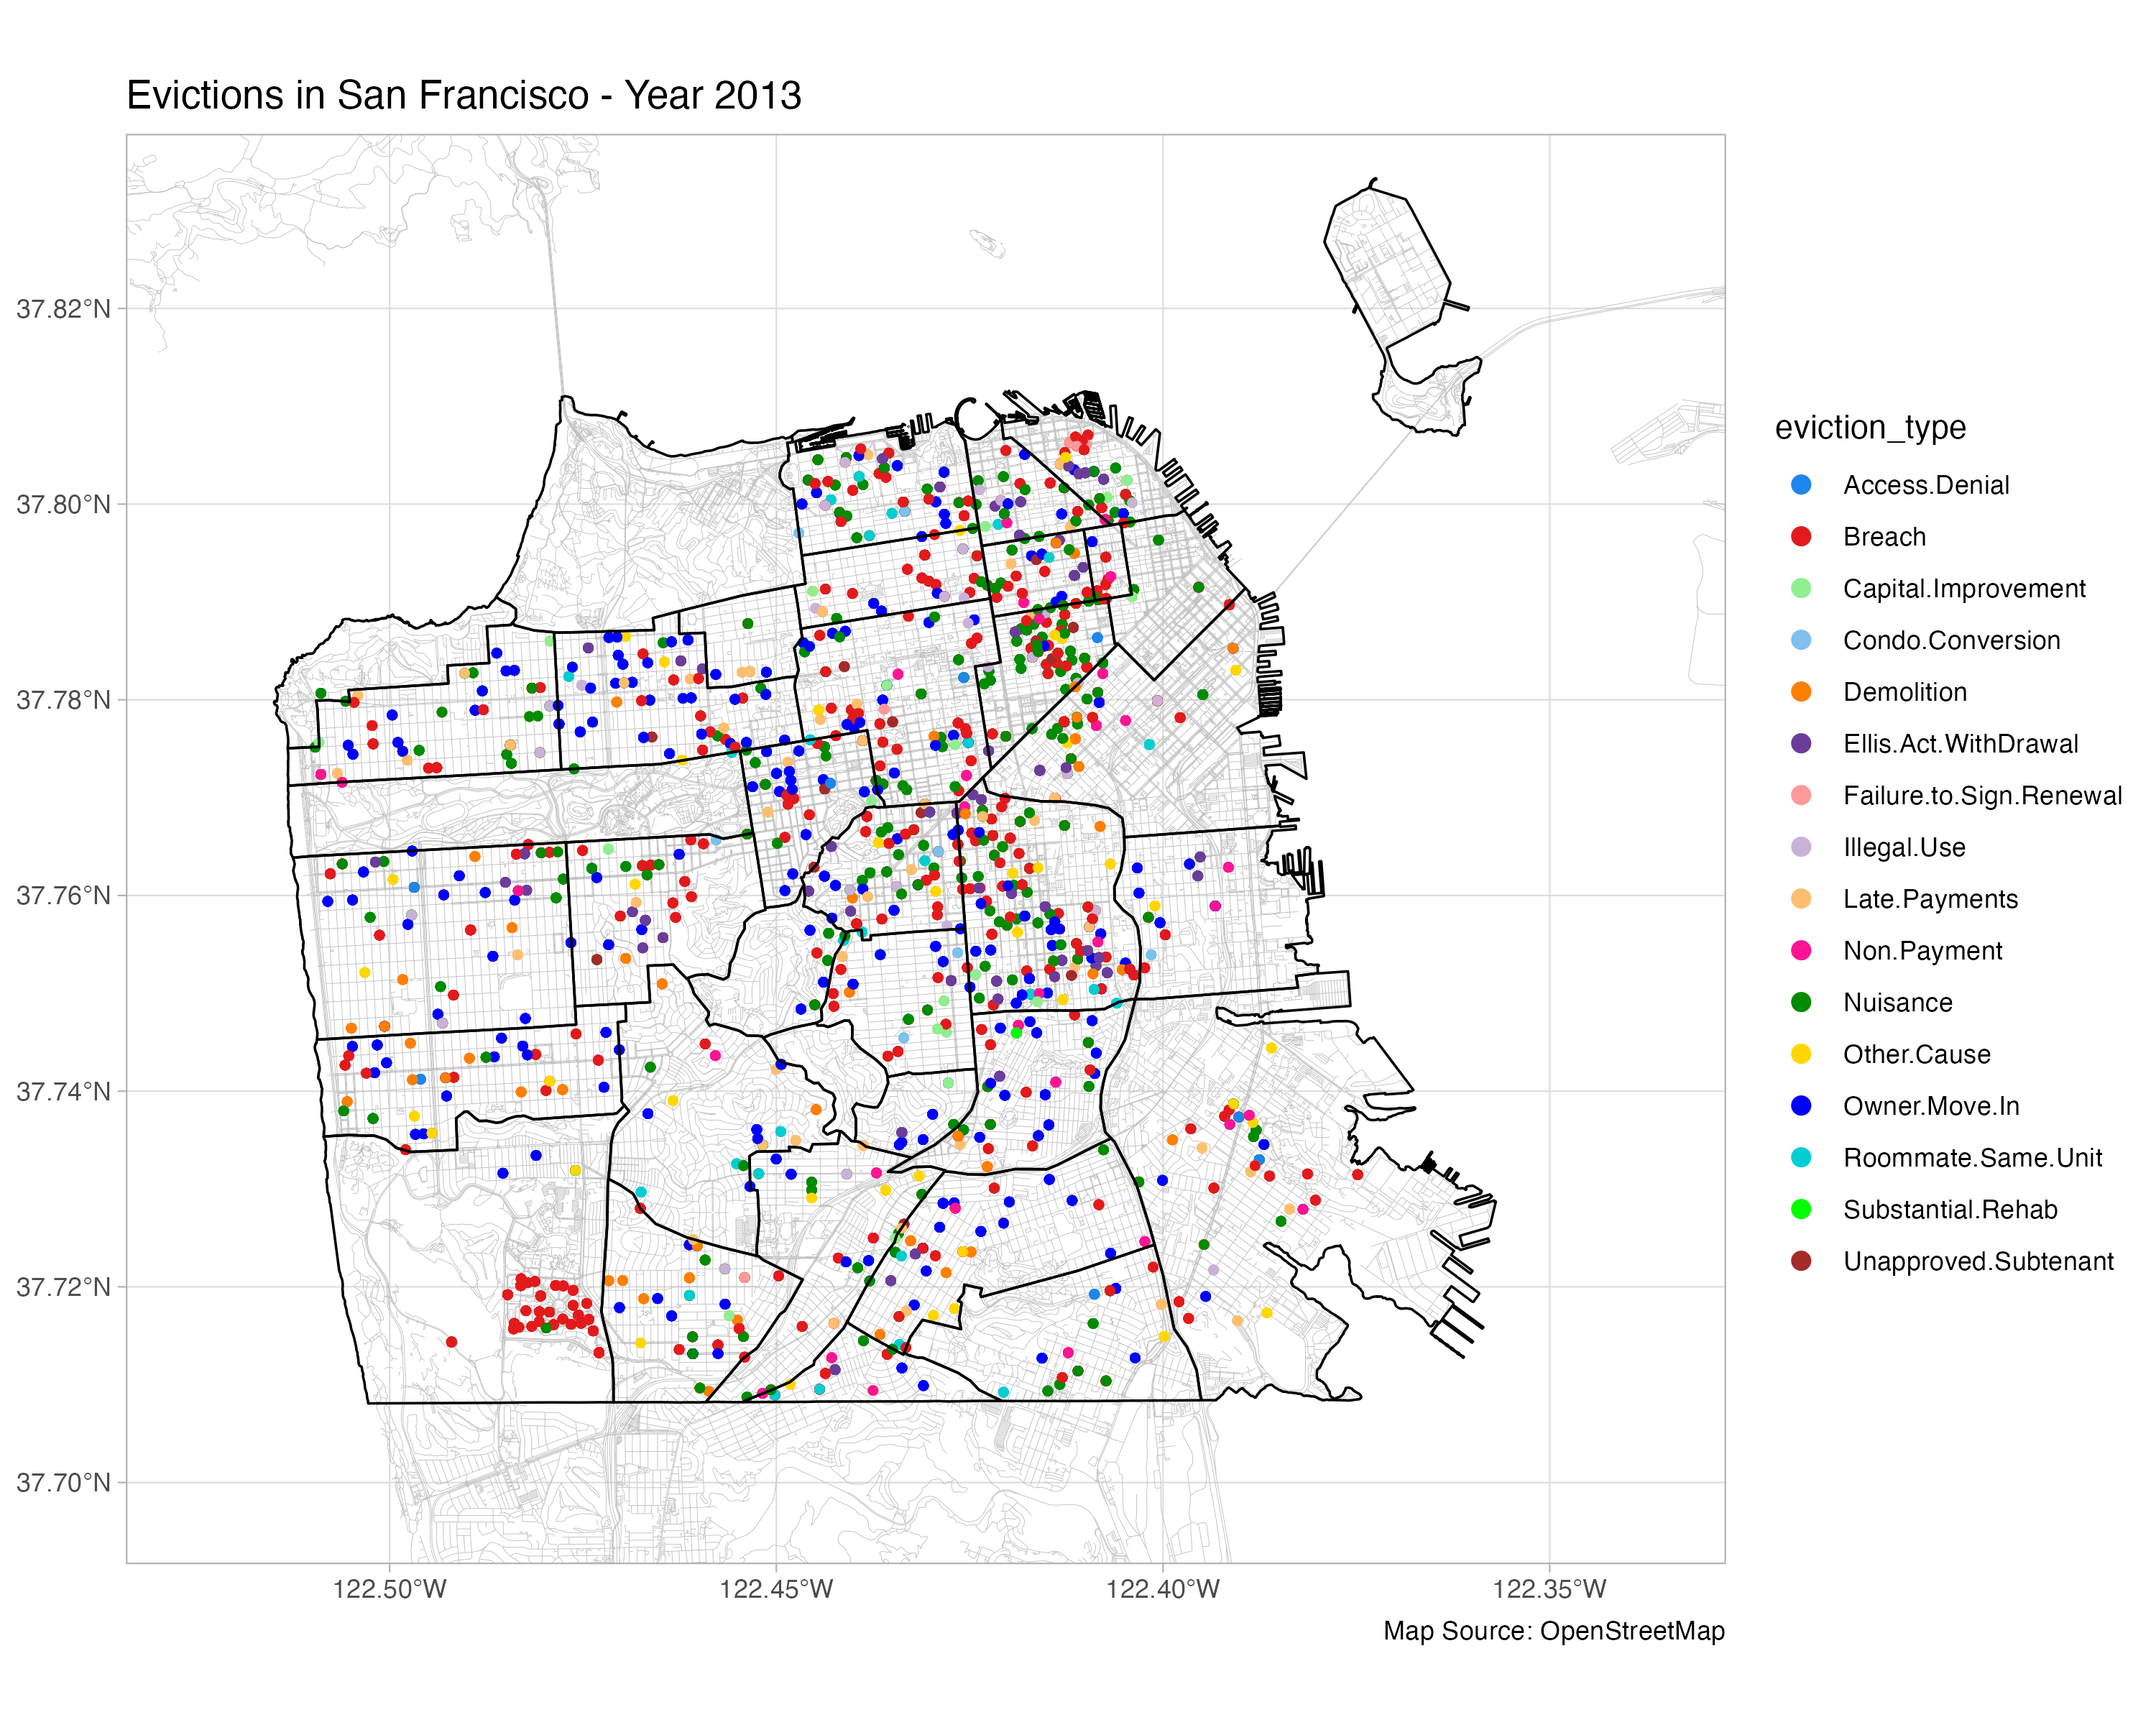 Evictions in San Francisco - Year 2013
37.82°N
37.80°N
37.78°N
37.76°N
37.74°N
37.72°N
37.70°N
122.50°W
122.45°W
122.40°W
122.35°W
Map Source: OpenStreetMap
eviction_type
Access.Denial
Breach
Capital.Improvement
Condo.Conversion
Demolition
Ellis.Act.WithDrawal
Failure.to.Sign.Renewal
Illegal.Use
Late.Payments
Non.Payment
Nuisance
Other.Cause
Owner.Move.In
Roommate.Same.Unit
Substantial.Rehab
Unapproved.Subtenant